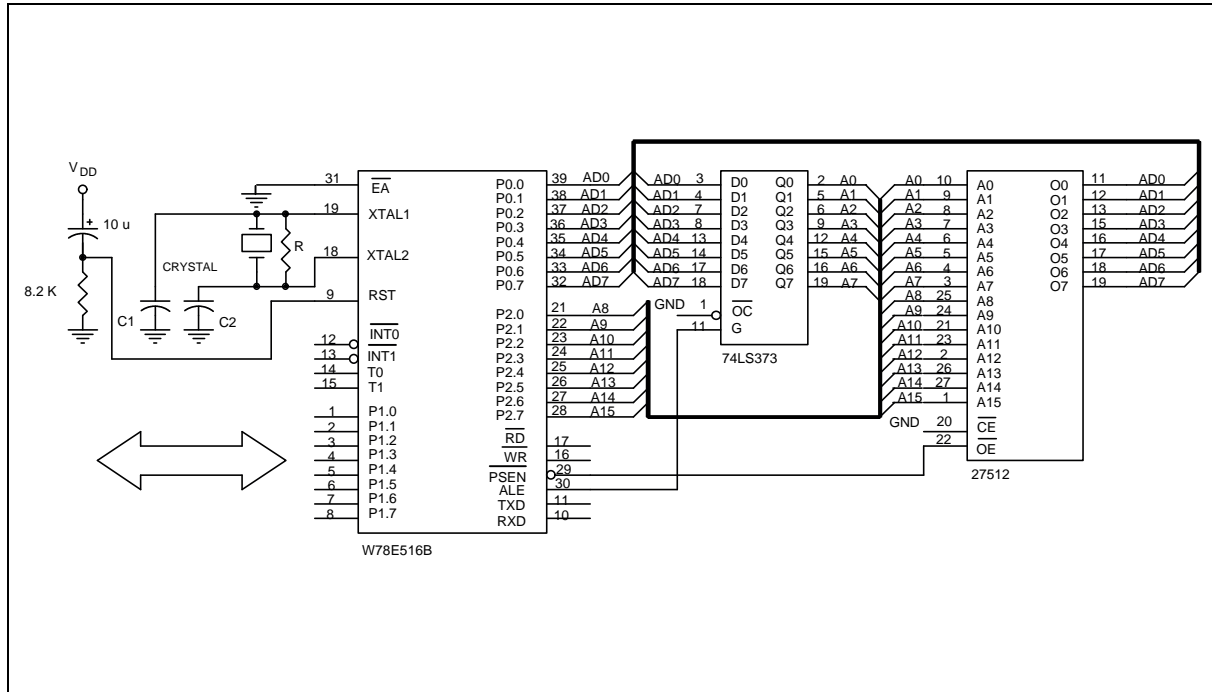 VDD
10 u
8.2 K
C1
CRYSTAL
C2
R
31
19
18
9
12
13
14
15
1
2
3
4
5
6
7
8
EA
XTAL1
XTAL2
RST
INT0
INT1
T0
T1
P1.0
P1.1
P1.2
P1.3
P1.4
P1.5
P1.6
P1.7
P0.0
P0.1
P0.2
P0.3
P0.4
P0.5
P0.6
P0.7
P2.0
P2.1
P2.2
P2.3
P2.4
P2.5
P2.6
P2.7
RD
WR
PSEN
ALE
TXD
RXD
W78E516B
39 AD0
38 AD1
37 AD2
36 AD3
35 AD4
34 AD5
33 AD6
32 AD7
21 A8
22 A9
23 A10
24 A11
25 A12
26 A13
27 A14
28 A15
17
16
29
30
11
10
AD0 3
AD1 4
AD2 7
AD3 8
AD4 13
AD5 14
AD6 17
AD7 18
GND 1
11
D0 Q0
D1 Q1
D2 Q2
D3 Q3
D4 Q4
D5 Q5
D6 Q6
D7 Q7
OC
G
74LS373
2 A0
5 A1
6 A2
9 A3
12 A4
15 A5
16 A6
19 A7
A0 10
A1 9
A2 8
A3 7
A4 6
A5 5
A6 4
A7 3
A8 25
A9 24
A10 21
A11 23
A12 2
A13 26
A14 27
A15 1
GND 20
22
A0
A1
A2
A3
A4
A5
A6
A7
A8
A9
A10
A11
A12
A13
A14
A15
CE
OE
O0
O1
O2
O3
O4
O5
O6
O7
27512
11 AD0
12 AD1
13 AD2
15 AD3
16 AD4
17 AD5
18 AD6
19 AD7